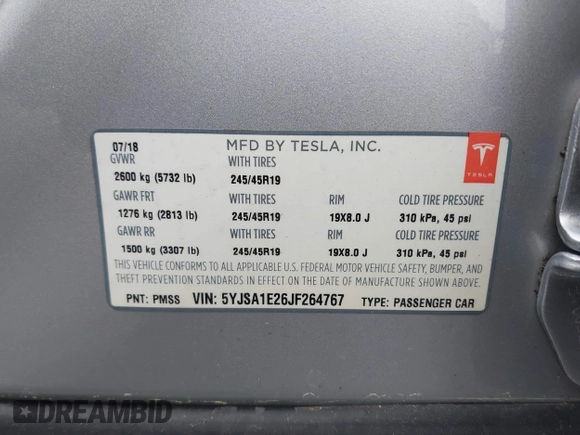 07/18 MFD BY TESLA, INC.
GVWR WITH TIRES
2600 kg (5732 lb) 245/45R19
GAWR FRT WITH TIRES RIM COLD TIRE PRESSURE
1276 kg (2813 lb) 245/45R19 19X8.0 J 310 kPa, 45 psi
GAWR RR WITH TIRES RIM COLD TIRE PRESSURE
1500 kg (3307 lb) 245/45R19 19X8.0 J 310 kPa, 45 psi
THIS VEHICLE CONFORMS TO ALL APPLICABLE U.S. FEDERAL MOTOR VEHICLE SAFETY, BUMPER, AND
THEFT PREVENTION STANDARDS IN EFFECT ON THE DATE OF MANUFACTURE SHOWN ABOVE.
PNT: PMSS VIN: 5YJSA1E26JF264767 TYPE: PASSENGER CAR
TESLA
DREAMBID